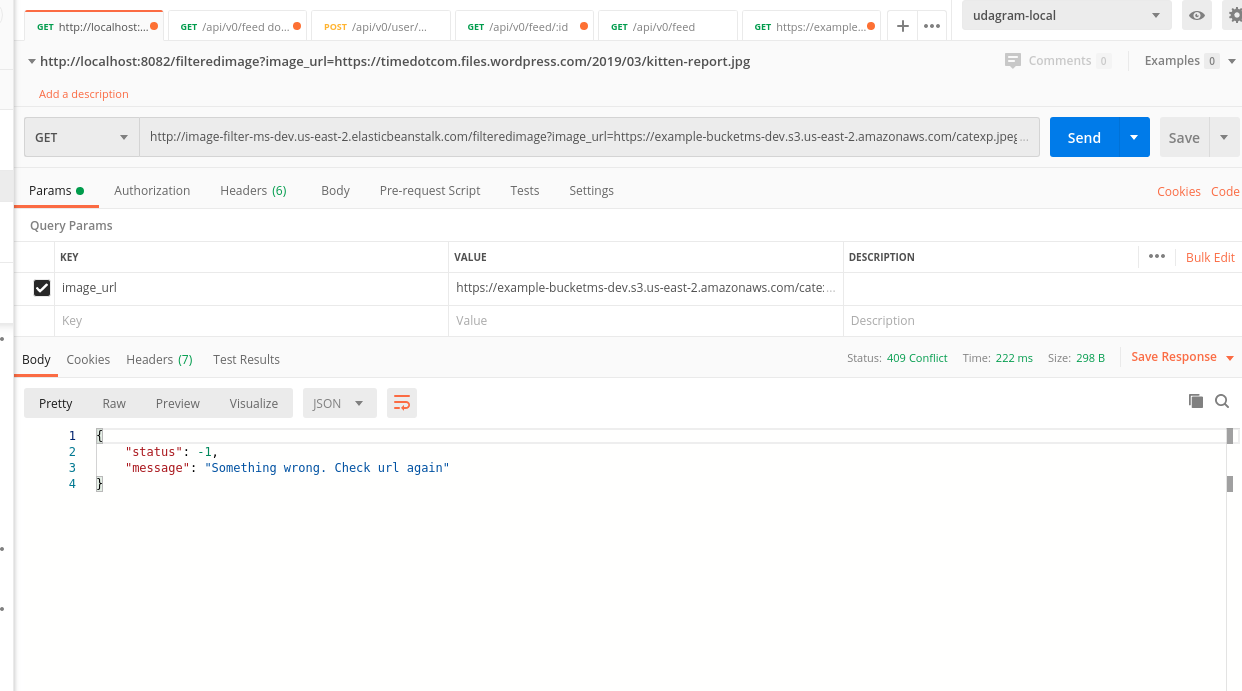 GET http://localhost:... GET /api/v0/feed do... POST /api/v0/user/... GET /api/v0/feed/:id GET /api/v0/feed GET https://example... + ••• udagram-local
http://localhost:8082/filteredimage?image_url=https://timedotcom.files.wordpress.com/2019/03/kitten-report.jpg Comments 0 Examples 0
Add a description
GET http://image-filter-ms-dev.us-east-2.elasticbeanstalk.com/filteredimage?image_url=https://example-bucketms-dev.s3.us-east-2.amazonaws.com/catexp.jpeg... Send Save
Params Authorization Headers (6) Body Pre-request Script Tests Settings Cookies Code
Query Params
KEY VALUE DESCRIPTION ••• Bulk Edit
image_url https://example-bucketms-dev.s3.us-east-2.amazonaws.com/cate:...
Key Value Description
Body Cookies Headers (7) Test Results Status: 409 Conflict Time: 222 ms Size: 298 B Save Response
Pretty Raw Preview Visualize JSON
1 {
2 "status": -1,
3 "message": "Something wrong. Check url again"
4 }